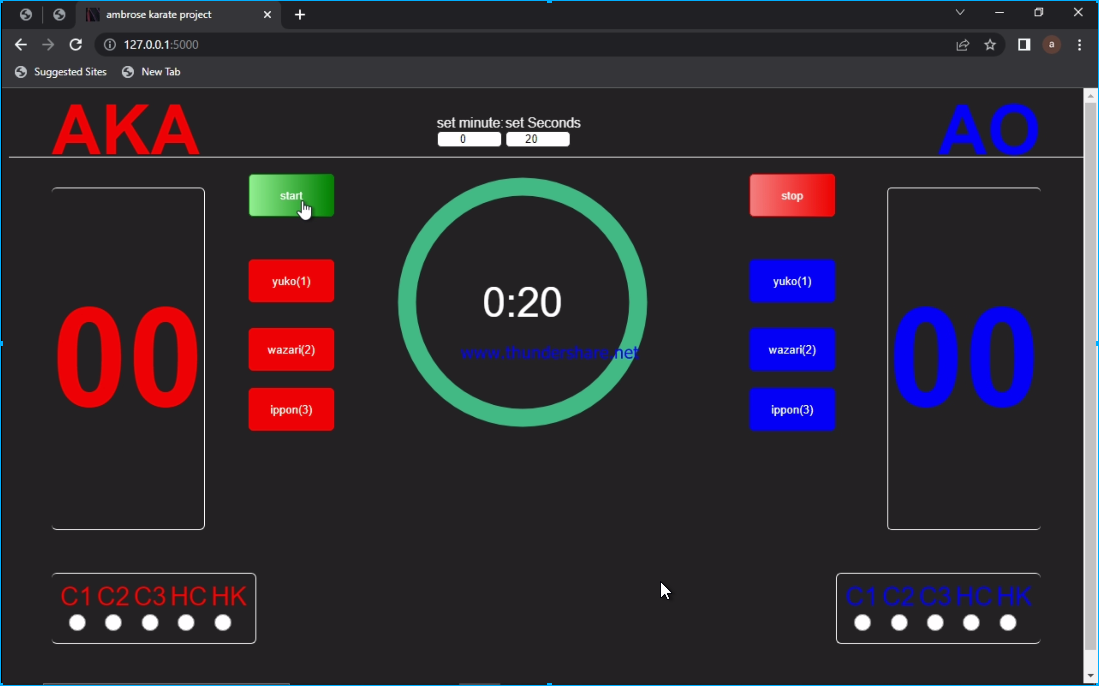 ambrose karate project
127.0.0.1:5000
a
Suggested Sites
New Tab
AKA
set minute: set Seconds
0
20
AO
start
stop
00
yuko(1)
wazari(2)
ippon(3)
0:20
www.thundershare.net
yuko(1)
wazari(2)
ippon(3)
00
C1 C2 C3 HC HK
C1 C2 C3 HC HK